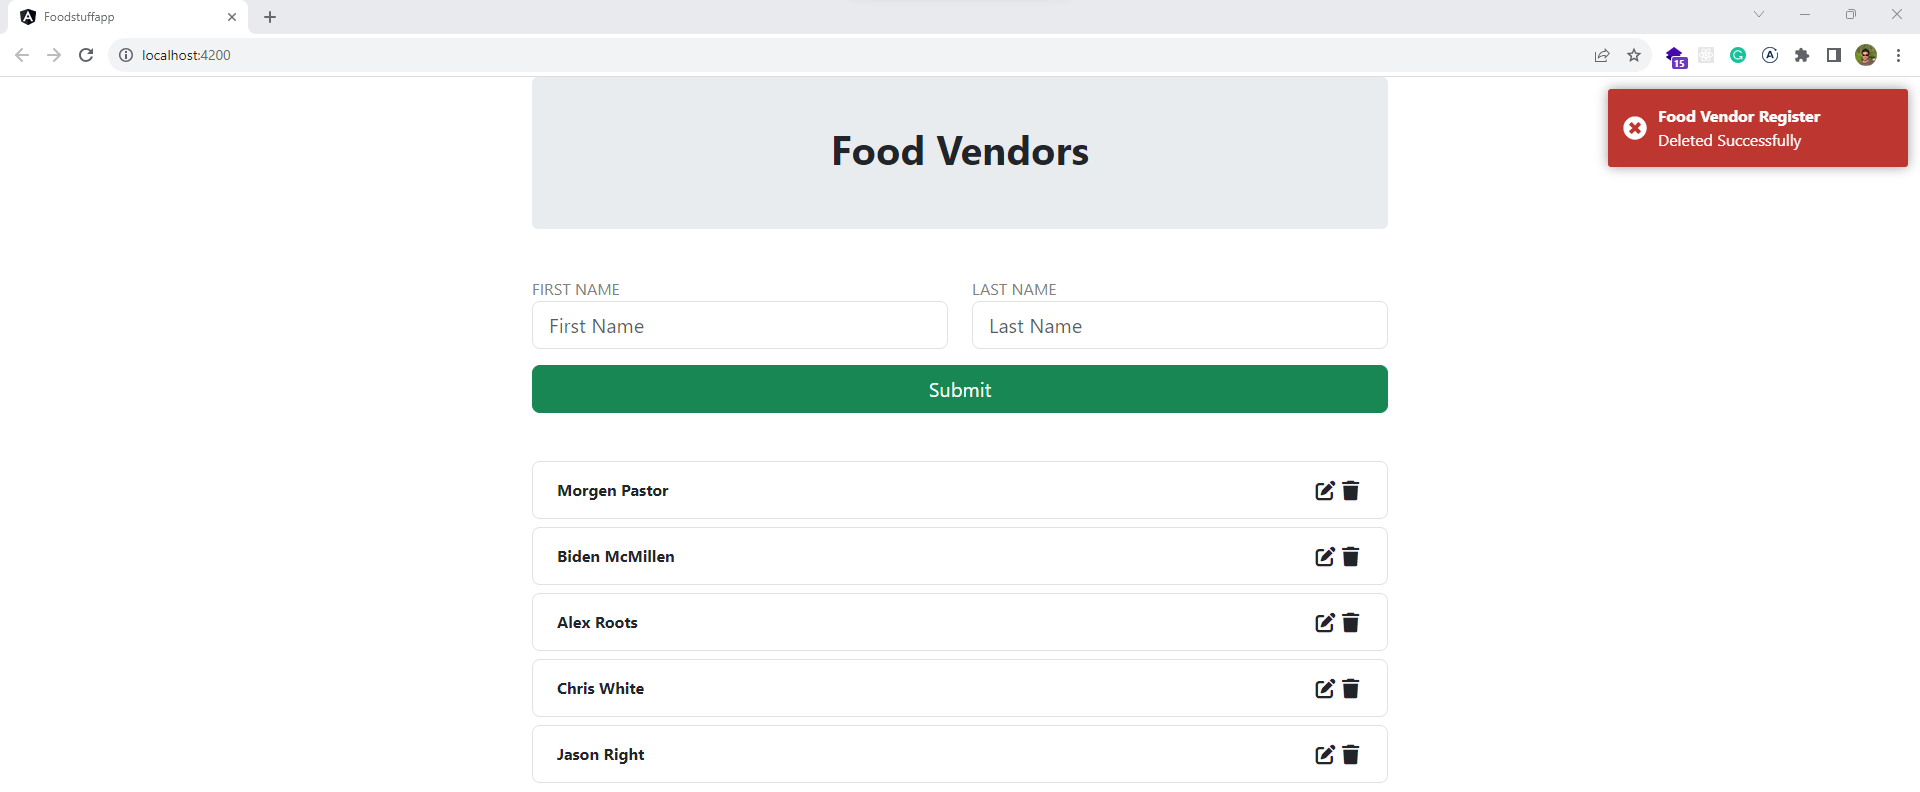 Foodstuffapp
localhost:4200
15
Food Vendor Register
Deleted Successfully
Food Vendors
FIRST NAME
LAST NAME
First Name
Last Name
Submit
Morgen Pastor
Biden McMillen
Alex Roots
Chris White
Jason Right